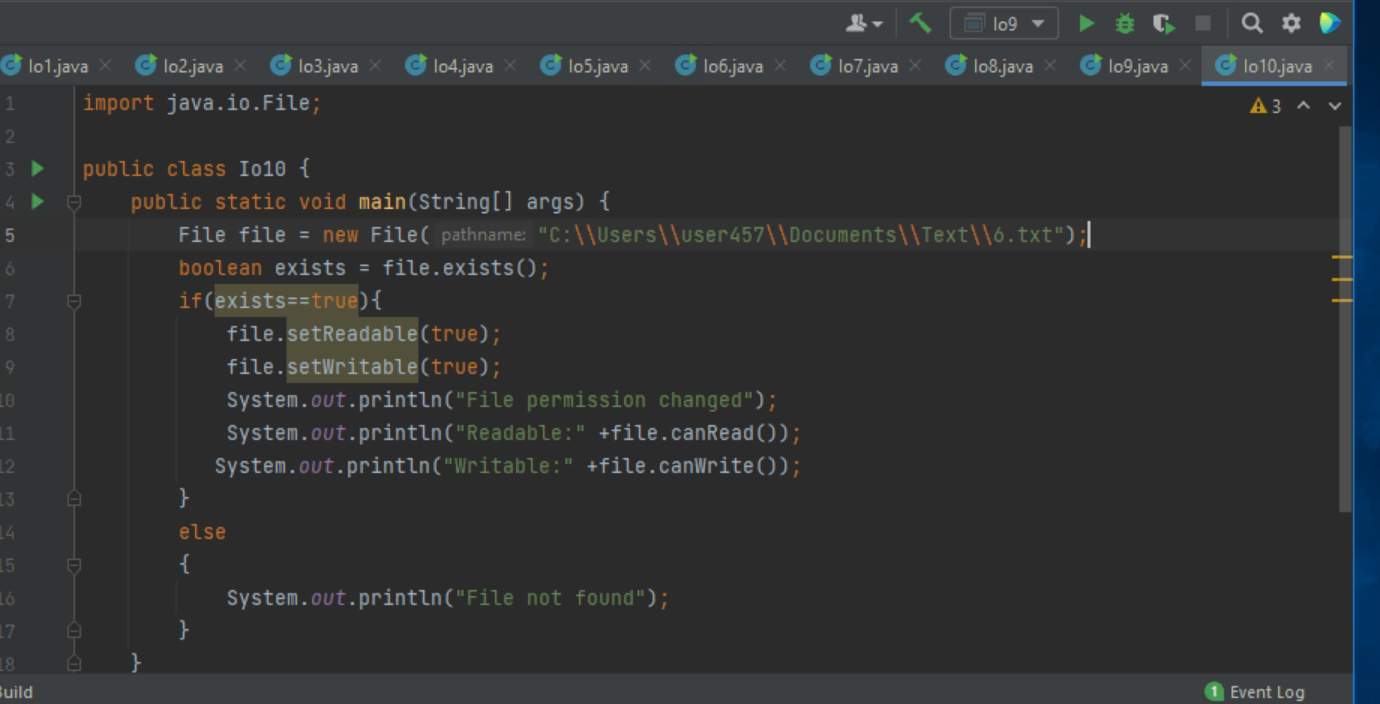 Io9
Io1.java Io2.java Io3.java Io4.java Io5.java Io6.java Io7.java Io8.java Io9.java Io10.java
1 import java.io.File; 3
2
3 public class Io10 {
4 public static void main(String[] args) {
5 File file = new File( pathname: "C:\\Users\\user457\\Documents\\Text\\6.txt");
6 boolean exists = file.exists();
7 if(exists==true){
8 file.setReadable(true);
9 file.setWritable(true);
10 System.out.println("File permission changed");
11 System.out.println("Readable:" +file.canRead());
12 System.out.println("Writable:" +file.canWrite());
13 }
14 else
15 {
16 System.out.println("File not found");
17 }
18 }
Build 1 Event Log